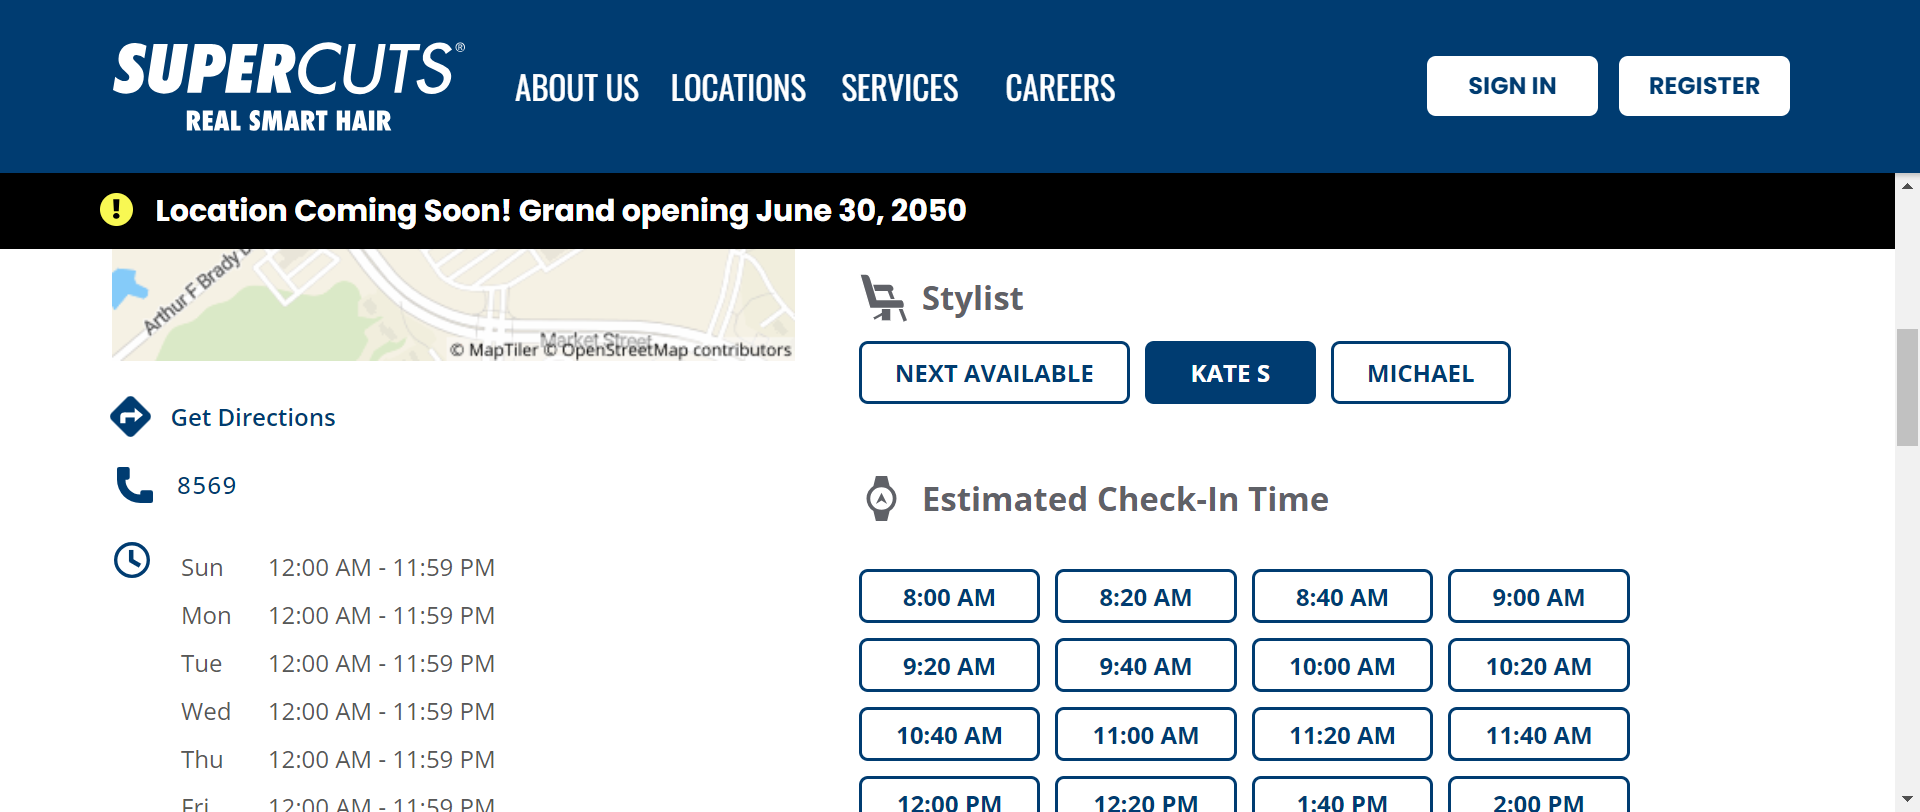 SUPERCUTS®
REAL SMART HAIR
ABOUT US
LOCATIONS
SERVICES
CAREERS
SIGN IN
REGISTER
Location Coming Soon! Grand opening June 30, 2050
Arthur F Brady
Market Street
© MapTiler © OpenStreetMap contributors
Get Directions
8569
Sun 12:00 AM - 11:59 PM
Mon 12:00 AM - 11:59 PM
Tue 12:00 AM - 11:59 PM
Wed 12:00 AM - 11:59 PM
Thu 12:00 AM - 11:59 PM
Fri 12:00 AM - 11:59 PM
Stylist
NEXT AVAILABLE
KATE S
MICHAEL
Estimated Check-In Time
8:00 AM 8:20 AM 8:40 AM 9:00 AM
9:20 AM 9:40 AM 10:00 AM 10:20 AM
10:40 AM 11:00 AM 11:20 AM 11:40 AM
12:00 PM 12:20 PM 1:40 PM 2:00 PM